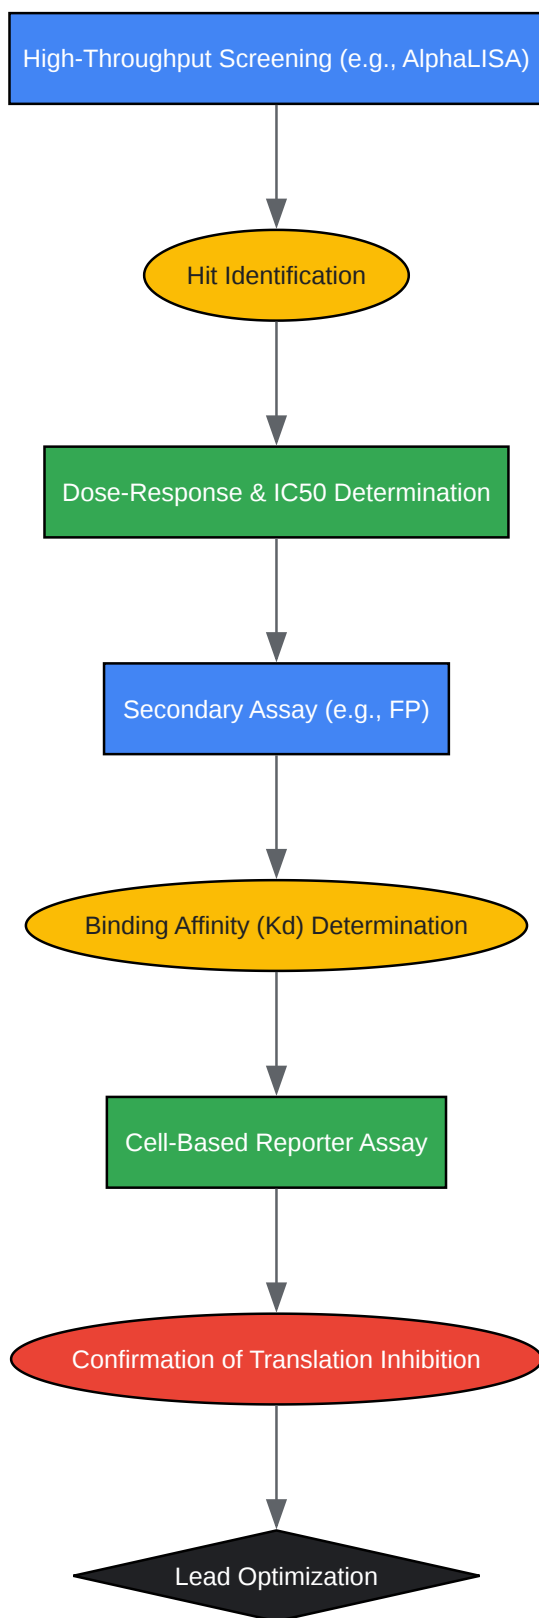 High-Throughput Screening (e.g., AlphaLISA)
Hit Identification
Dose-Response & IC50 Determination
Secondary Assay (e.g., FP)
Binding Affinity (Kd) Determination
Cell-Based Reporter Assay
Confirmation of Translation Inhibition
Lead Optimization